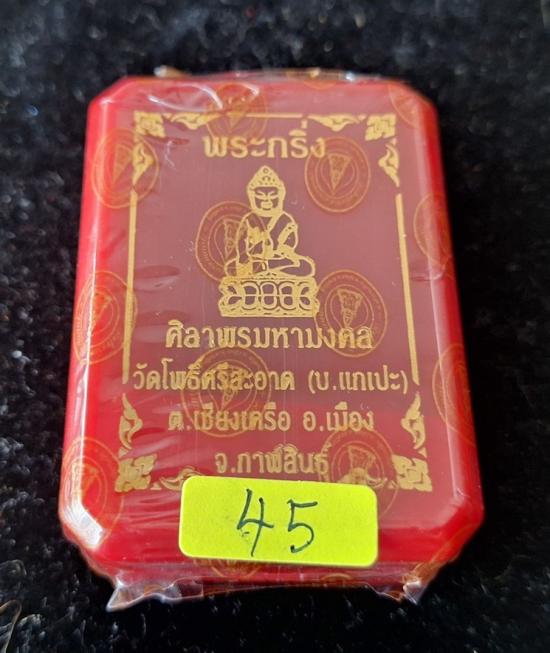 พระกริ่ง
ศิลาพรมหามงคล
วัดโพธิ์ศรีสะอาด (บ.แกเปะ)
ต.เชียงเครือ อ.เมือง
จ.กาฬสินธุ์
45